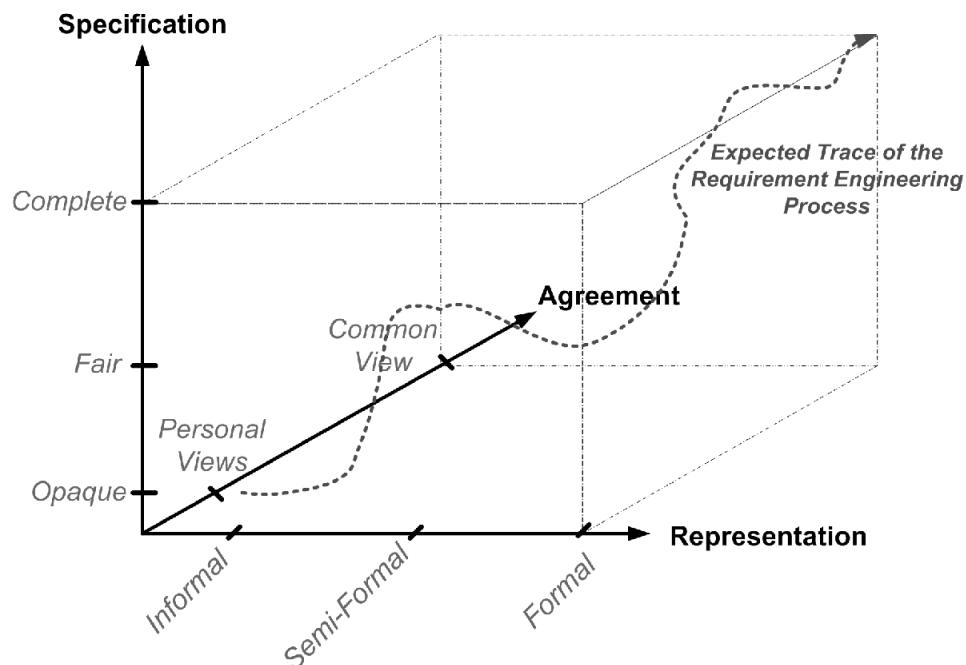 Specification
Complete
Expected Trace of the
Requirement Engineering
Process
Agreement
Common
View
Fair
Personal
Views
Opaque
Representation
Informal
Semi-Formal
Formal